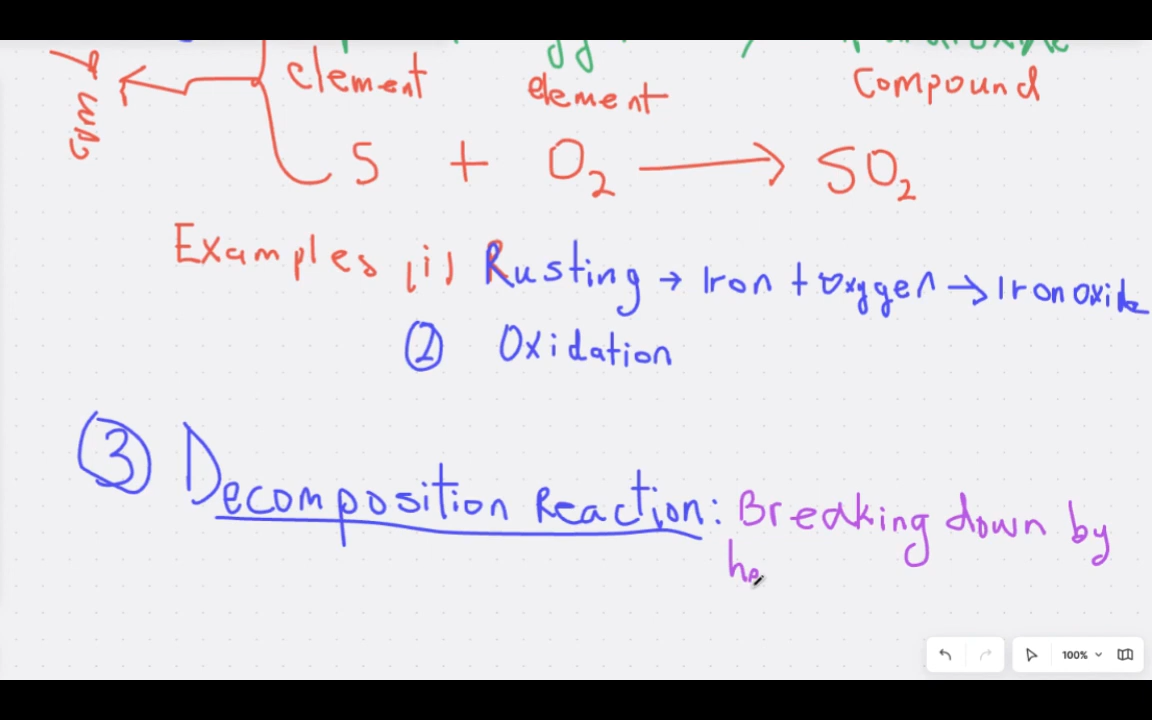 element element Compound
S + O₂ → SO₂
Examples (i) Rusting → Iron + oxygen → Iron oxide
② Oxidation
③ Decomposition Reaction: Breaking down by
he
100%